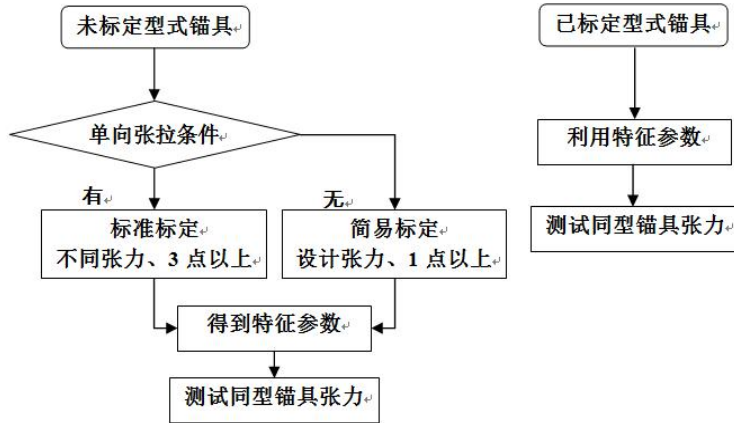 未标定型式锚具
单向张拉条件
有
无
标准标定
不同张力、3 点以上
简易标定
设计张力、1 点以上
得到特征参数
测试同型锚具张力
已标定型式锚具
利用特征参数
测试同型锚具张力